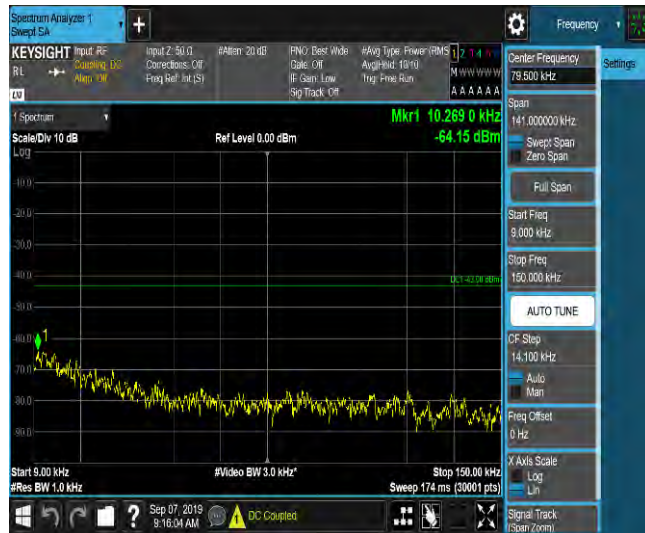 Spectrum Analyzer 1
Swept SA
+
Frequency
KEYSIGHT
RL
Input: RF
Coupling: DC
Align: Off
Input Z: 50 Ω
Corrections: Off
Freq Ref: Int (S)
#Atten: 20 dB
PNO: Best Wide
Gate: Off
IF Gain: Low
Sig Track: Off
#Avg Type: Power (RMS
Avg|Hold: 10/10
Trig: Free Run
M W W W W W
A A A A A A
1 Spectrum
Scale/Div 10 dB
Log
Ref Level 0.00 dBm
Mkr1 10.269 0 kHz
-64.15 dBm
-10.0
-20.0
-30.0
-40.0
-50.0
-60.0
-70.0
-80.0
-90.0
1
Start 9.00 kHz
#Res BW 1.0 kHz
#Video BW 3.0 kHz*
Stop 150.00 kHz
Sweep 174 ms (30001 pts)
Center Frequency
79.500 kHz
Settings
Span
141.000000 kHz
Swept Span
Zero Span
Full Span
Start Freq
9.000 kHz
Stop Freq
150.000 kHz
AUTO TUNE
CF Step
14.100 kHz
Auto
Man
Freq Offset
0 Hz
X Axis Scale
Log
Lin
Signal Track
(Span Zoom)
?
Sep 07, 2019
9:16:04 AM
DC Coupled